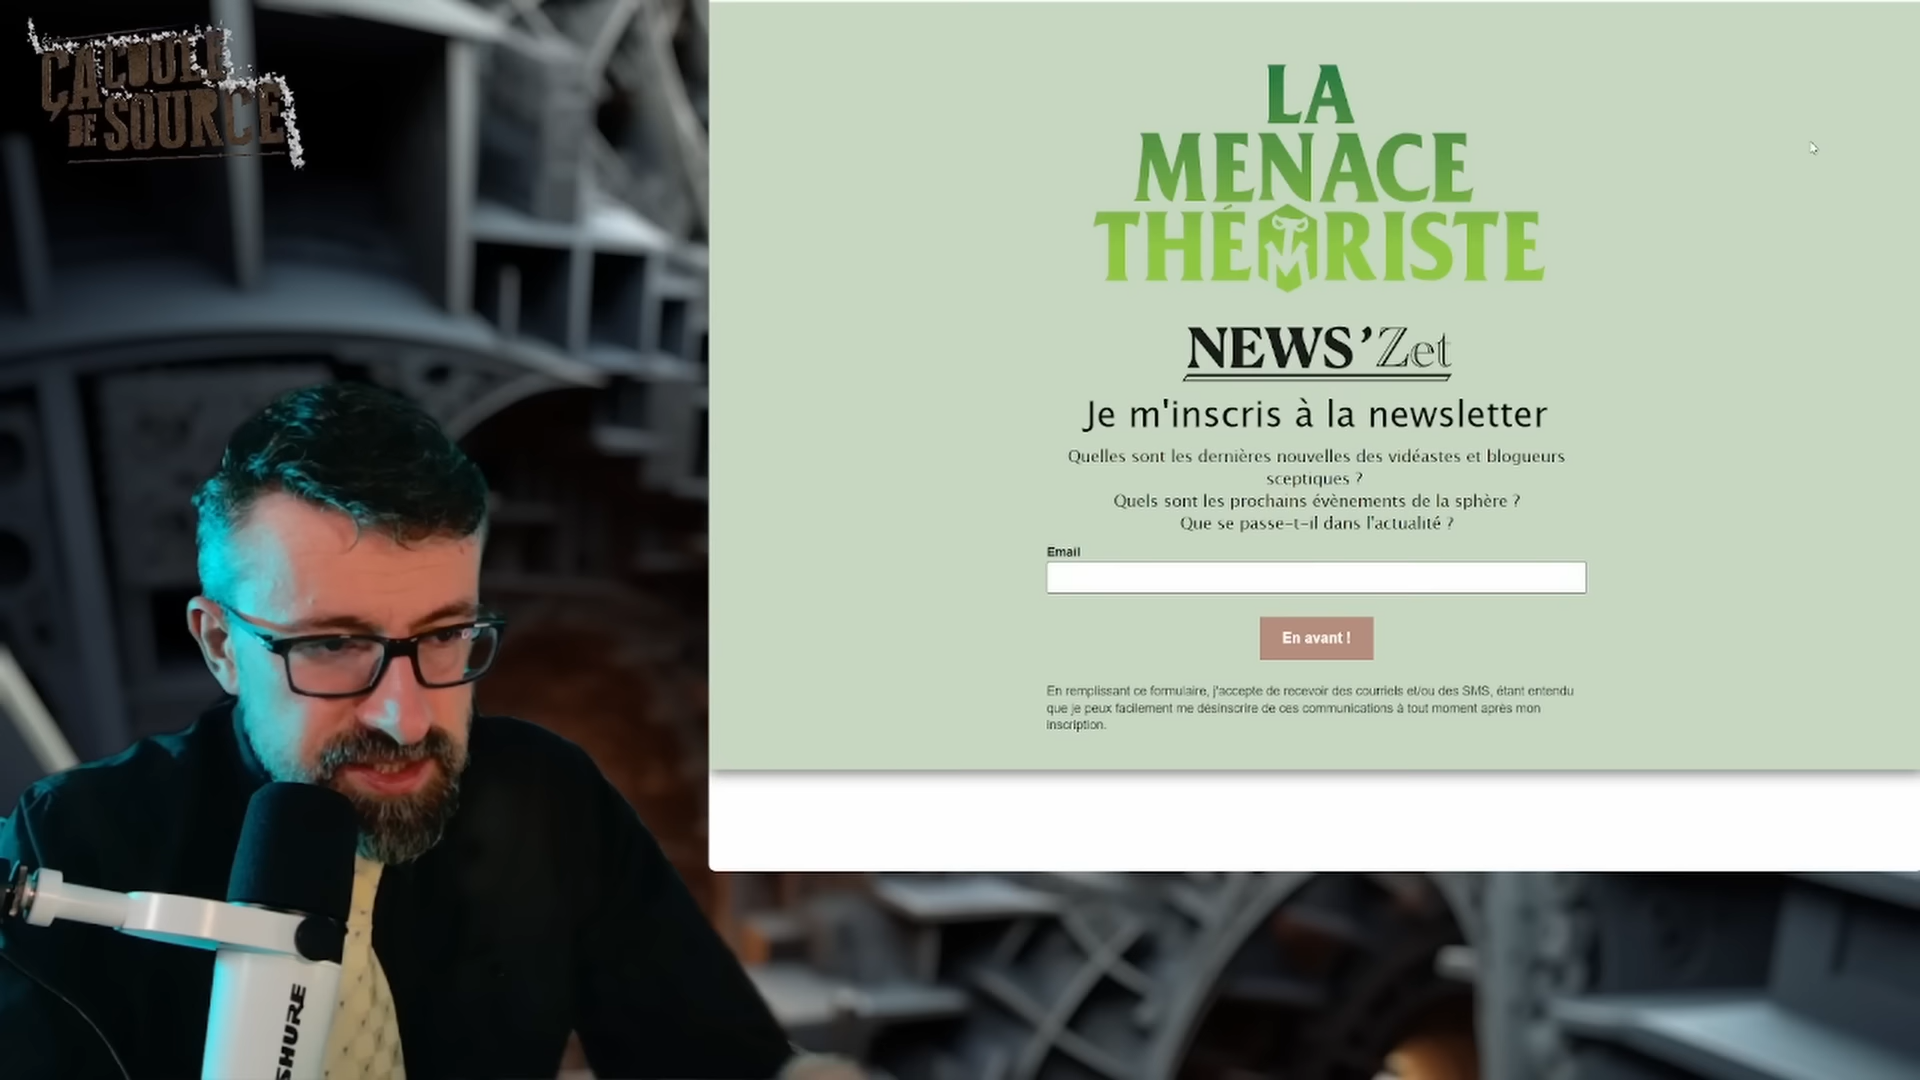 ÇA COULE
DE SOURCE
LA
MENACE
THÉORISTE
NEWS'Zet
Je m'inscris à la newsletter
Quelles sont les dernières nouvelles des vidéastes et blogueurs
sceptiques ?
Quels sont les prochains évènements de la sphère ?
Que se passe-t-il dans l'actualité ?
Email
En avant !
En remplissant ce formulaire, j'accepte de recevoir des courriels et/ou des SMS, étant entendu
que je peux facilement me désinscrire de ces communications à tout moment après mon
inscription.
SHURE